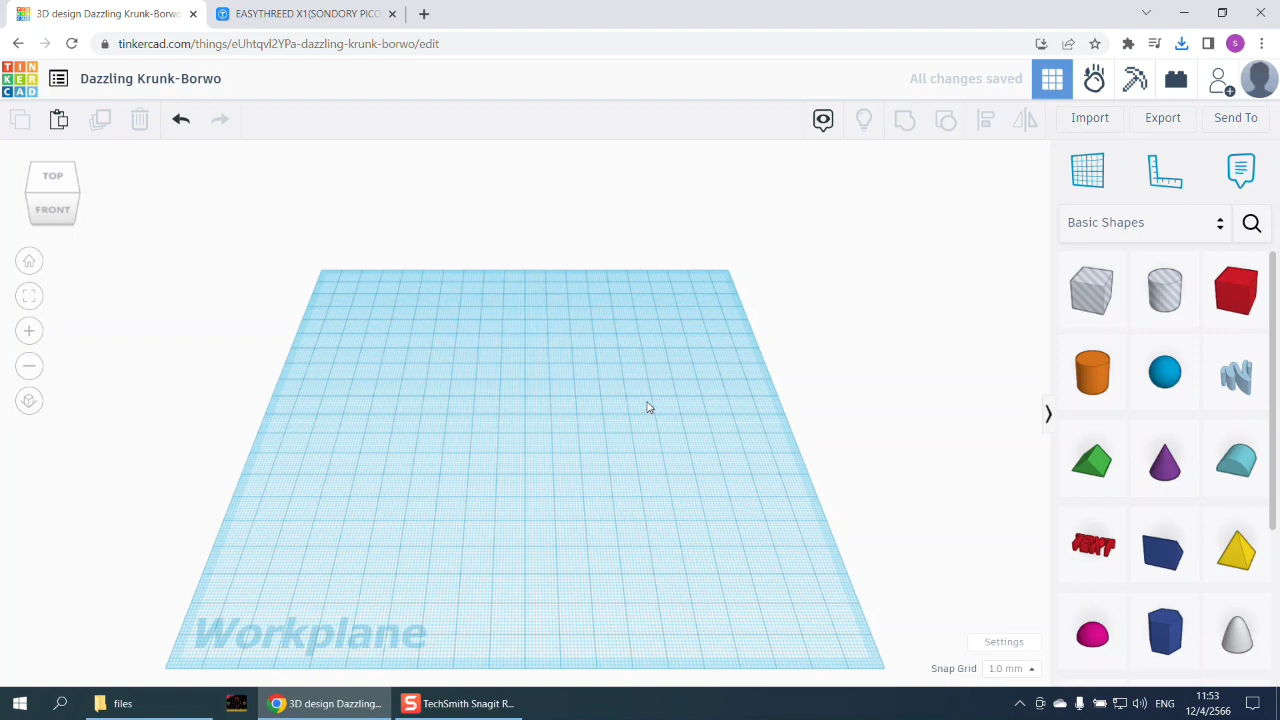 3D design Dazzling Krunk-Borwo
EASYTHREED X1(SONDORY PICO
tinkercad.com/things/eUhtqvl2YPa-dazzling-krunk-borwo/edit
S
TIN
KER
CAD
Dazzling Krunk-Borwo
All changes saved
Import
Export
Send To
TOP
FRONT
Basic Shapes
TEXT
Workplane
Settings
Snap Grid
1.0 mm
files
3D design Dazzling...
S
TechSmith Snagit R...
11:53
12/4/2566